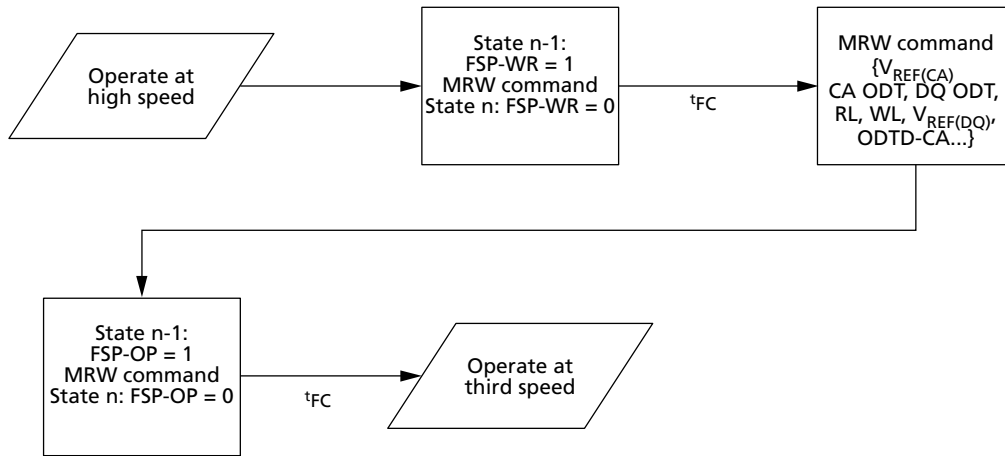 Operate at
high speed
State n-1:
FSP-WR = 1
MRW command
State n: FSP-WR = 0
tFC
MRW command
{VREF(CA)
CA ODT, DQ ODT,
RL, WL, VREF(DQ),
ODTD-CA...}
State n-1:
FSP-OP = 1
MRW command
State n: FSP-OP = 0
tFC
Operate at
third speed